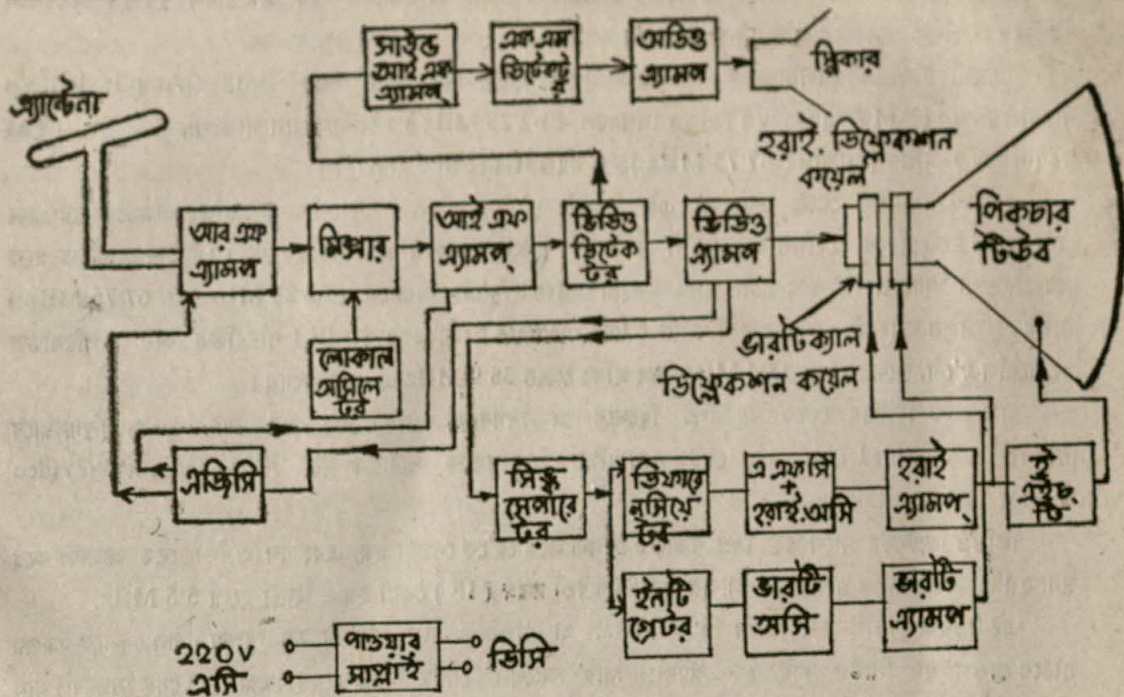 সাউন্ড
আই এফ
এ্যামপ্
এফ এম
ডিটেক্ট
র
অডিও
এ্যামপ
স্পিকার
এ্যান্টেনা
হরাই. ডিফ্লেকশন
কয়েল
পিকচার
টিউব
আর এফ
এ্যামপ
মিক্সার
আই এফ
এ্যামপ্
ভিডিও
ডিটেক
টর
ভিডিও
এ্যামপ
লোকাল
অসিলে
টর
ভারটিক্যাল
ডিফ্লেকশন কয়েল
এজিসি
সিঙ্ক
সেপারে
টর
ডিফারে
নসিয়ে
টর
এ এফ সি
+
হরাই. অসি
হরাই
এ্যামপ্
ই
এইচ্
টি
ইনটি
গ্রেটর
ভারটি
অসি
ভারটি
এ্যামপ
220V
এসি
পাওয়ার
সাপ্লাই
ডিসি